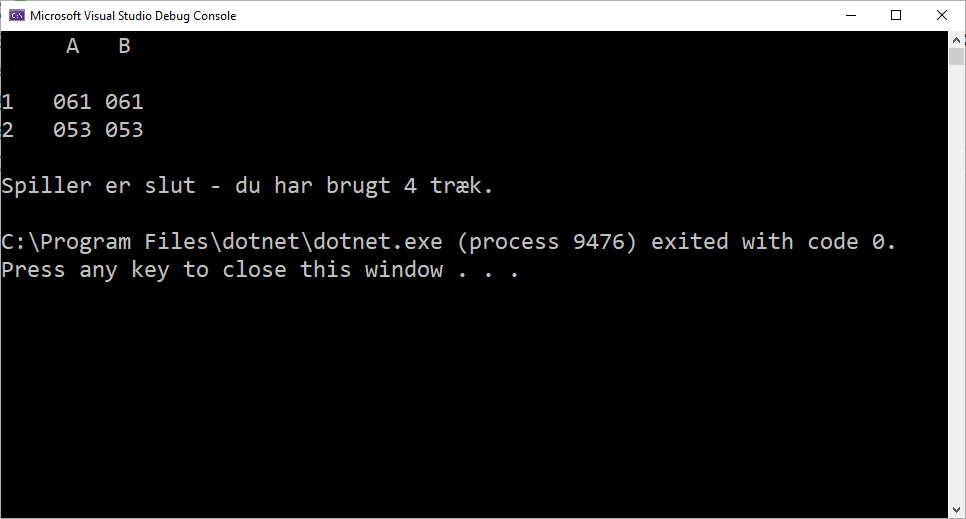 Microsoft Visual Studio Debug Console
A B
1 061 061
2 053 053
Spiller er slut - du har brugt 4 træk.
C:\Program Files\dotnet\dotnet.exe (process 9476) exited with code 0.
Press any key to close this window . . .